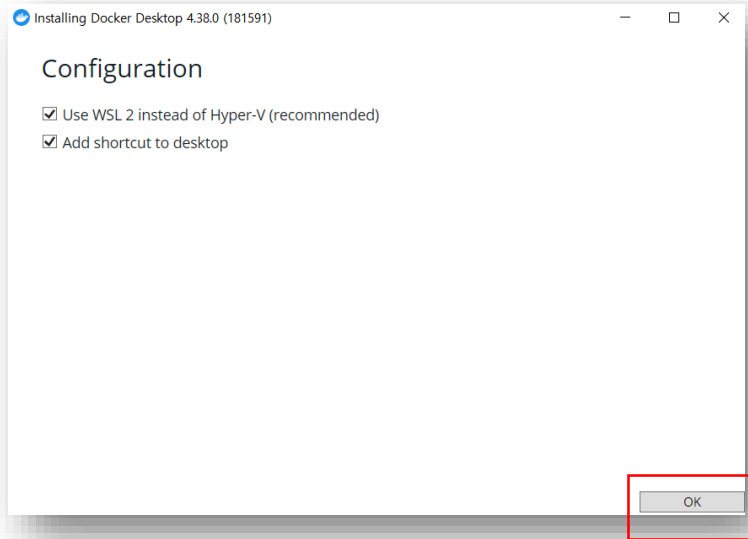 Installing Docker Desktop 4.38.0 (181591)
Configuration
Use WSL 2 instead of Hyper-V (recommended)
Add shortcut to desktop
OK